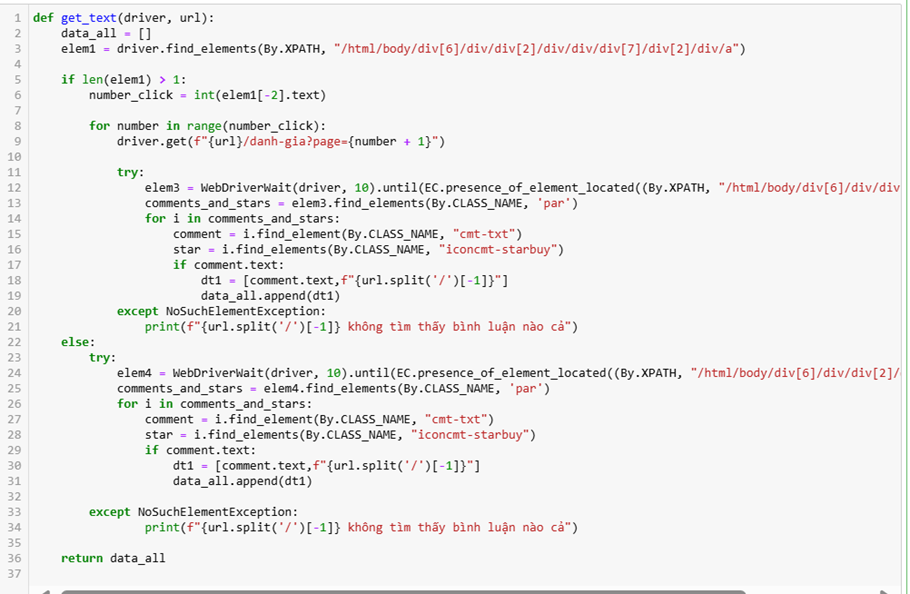 1 def get_text(driver, url):
2     data_all = []
3     elem1 = driver.find_elements(By.XPATH, "/html/body/div[6]/div/div[2]/div/div/div[7]/div[2]/div/a")
4
5     if len(elem1) > 1:
6         number_click = int(elem1[-2].text)
7
8         for number in range(number_click):
9             driver.get(f"{url}/danh-gia?page={number + 1}")
10
11             try:
12                 elem3 = WebDriverWait(driver, 10).until(EC.presence_of_element_located((By.XPATH, "/html/body/div[6]/div/div
13                 comments_and_stars = elem3.find_elements(By.CLASS_NAME, 'par')
14                 for i in comments_and_stars:
15                     comment = i.find_element(By.CLASS_NAME, "cmt-txt")
16                     star = i.find_elements(By.CLASS_NAME, "iconcmt-starbuy")
17                     if comment.text:
18                         dt1 = [comment.text,f"{url.split('/')[-1]}"]
19                         data_all.append(dt1)
20             except NoSuchElementException:
21                 print(f"{url.split('/')[-1]} không tìm thấy bình luận nào cả")
22     else:
23         try:
24             elem4 = WebDriverWait(driver, 10).until(EC.presence_of_element_located((By.XPATH, "/html/body/div[6]/div/div[2]/
25             comments_and_stars = elem4.find_elements(By.CLASS_NAME, 'par')
26             for i in comments_and_stars:
27                 comment = i.find_element(By.CLASS_NAME, "cmt-txt")
28                 star = i.find_elements(By.CLASS_NAME, "iconcmt-starbuy")
29                 if comment.text:
30                     dt1 = [comment.text,f"{url.split('/')[-1]}"]
31                     data_all.append(dt1)
32
33         except NoSuchElementException:
34                 print(f"{url.split('/')[-1]} không tìm thấy bình luận nào cả")
35
36     return data_all
37